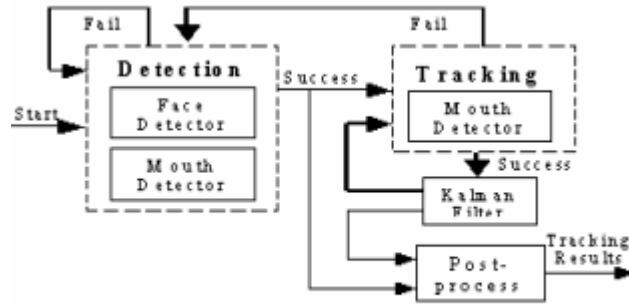 Fail
Fail
Detection
Success
Tracking
Start
Face
Detector
Mouth
Detector
Mouth
Detector
Success
Kalman
Filter
Tracking
Results
Post-
process